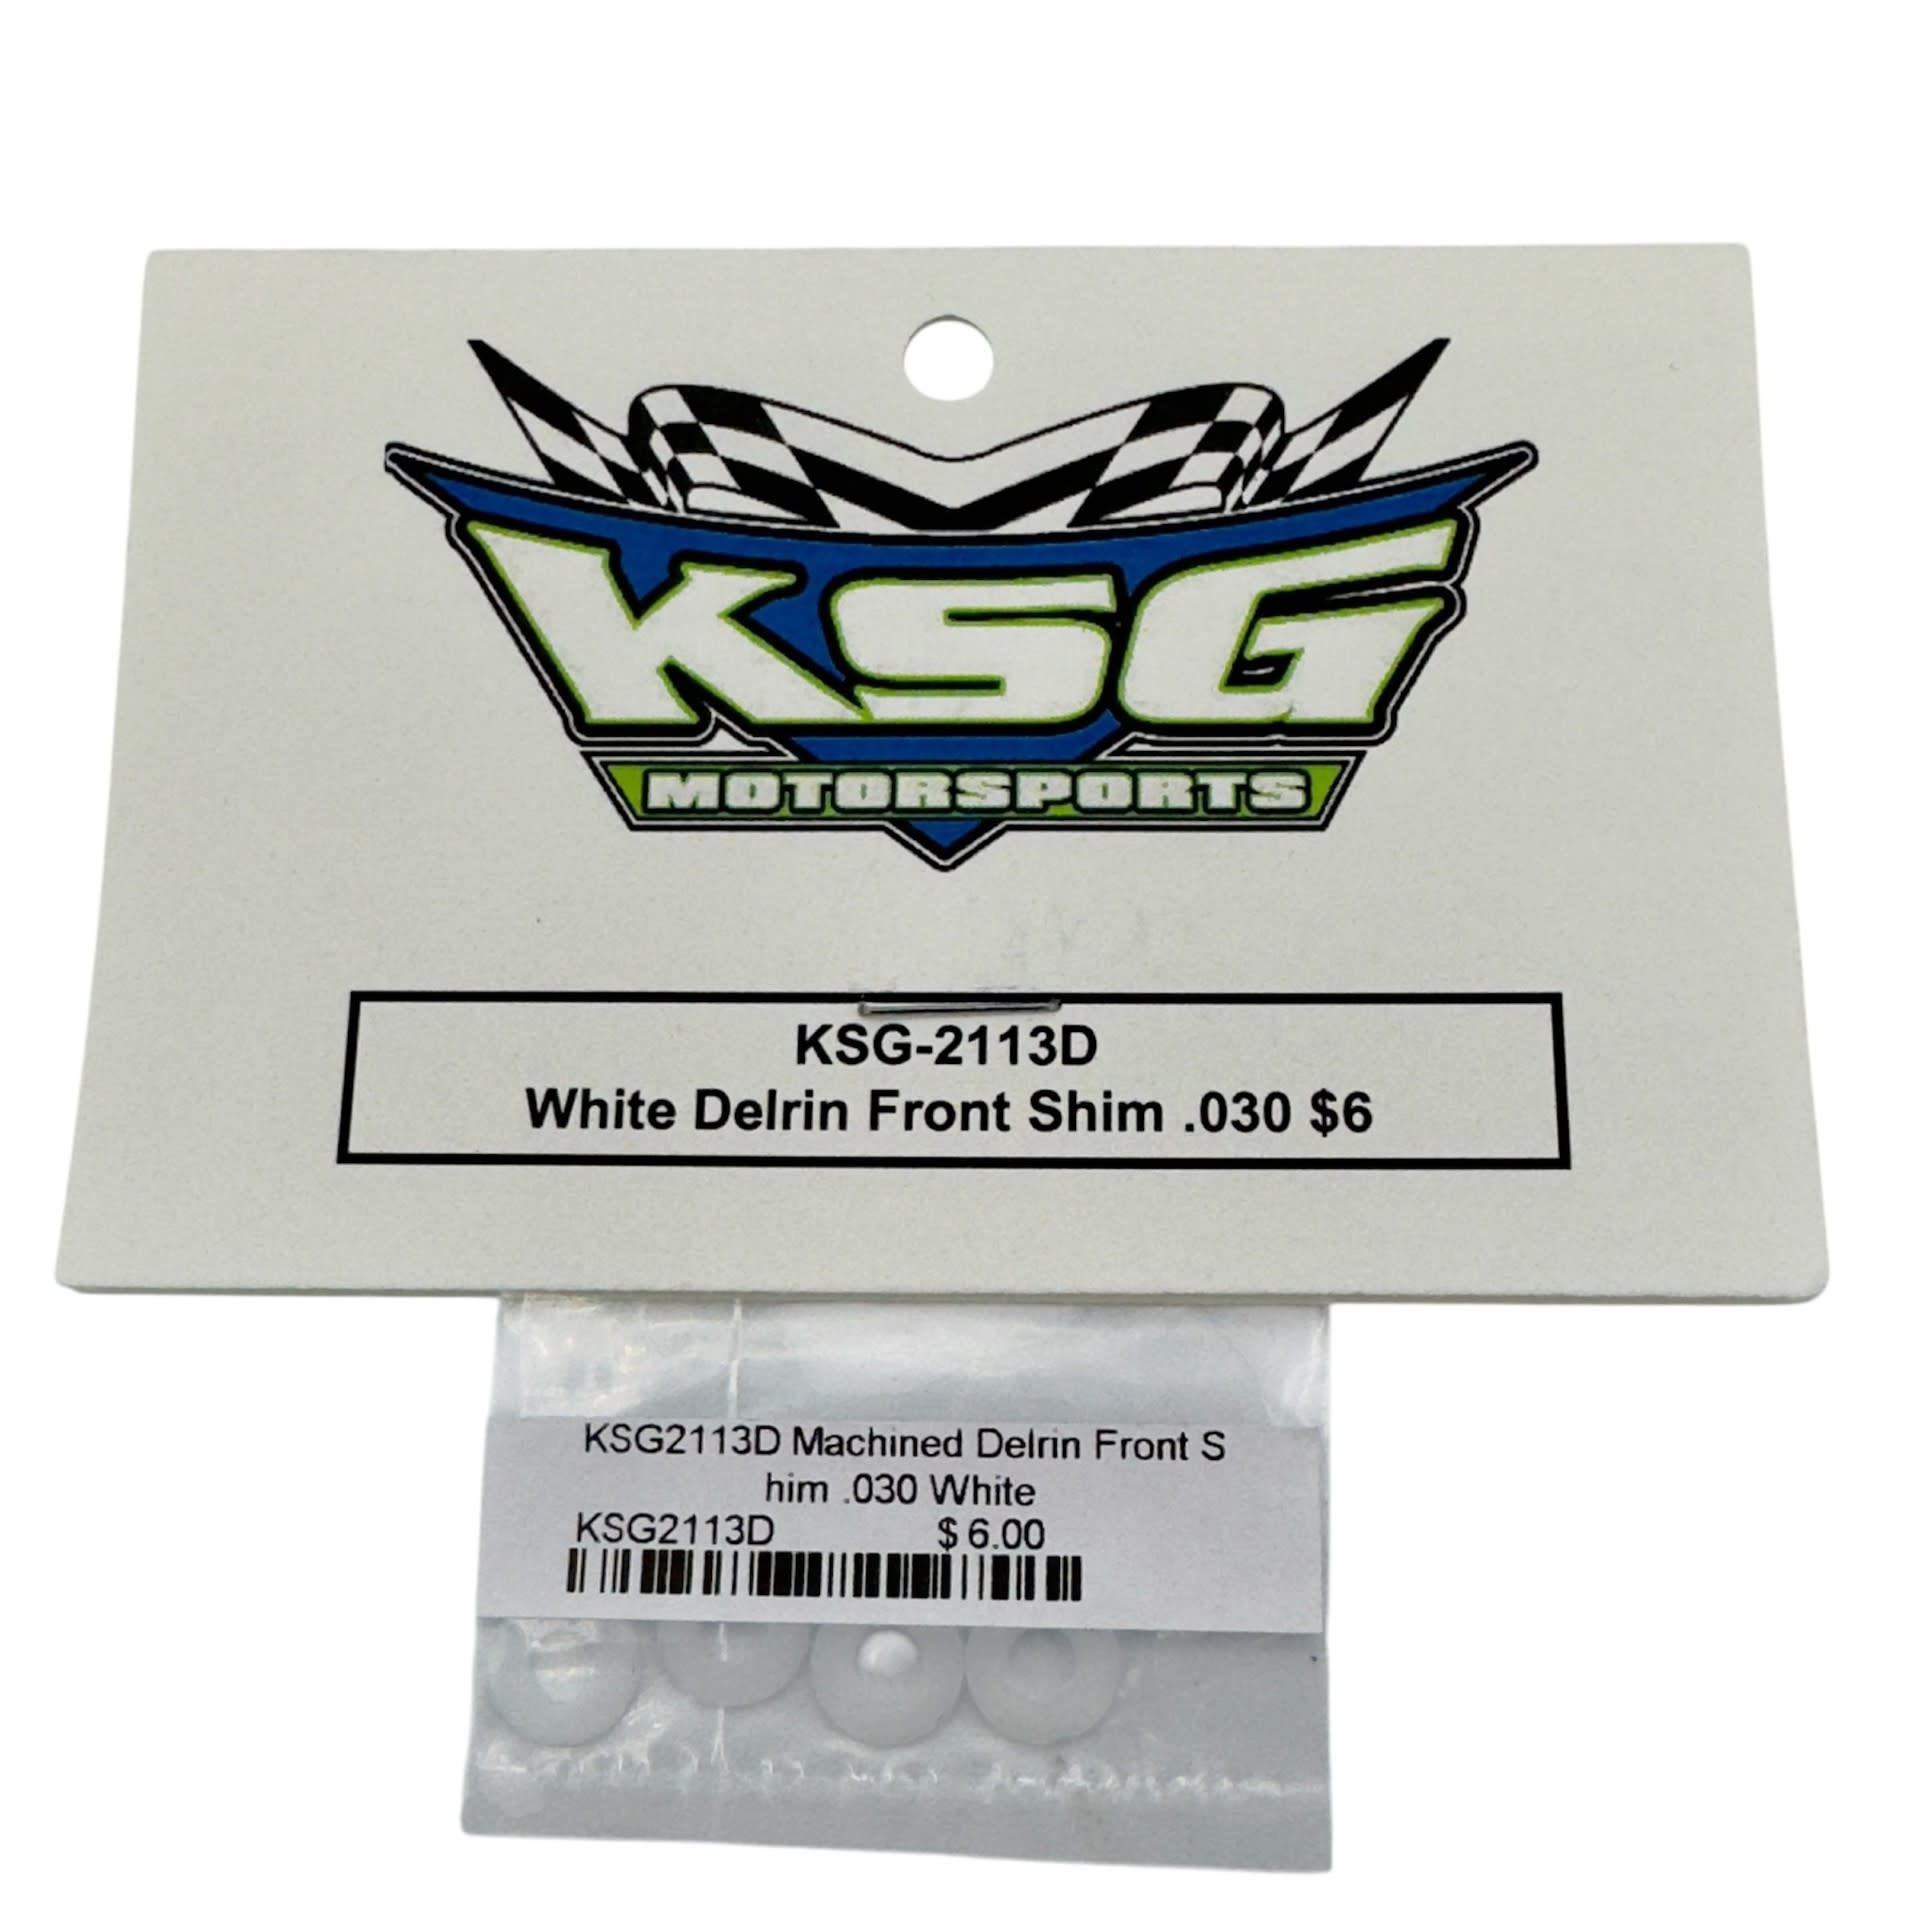 KSG
MOTORSPORTS
KSG-2113D
White Delrin Front Shim .030 $6
KSG2113D Machined Delrin Front S
him .030 White
KSG2113D $ 6.00